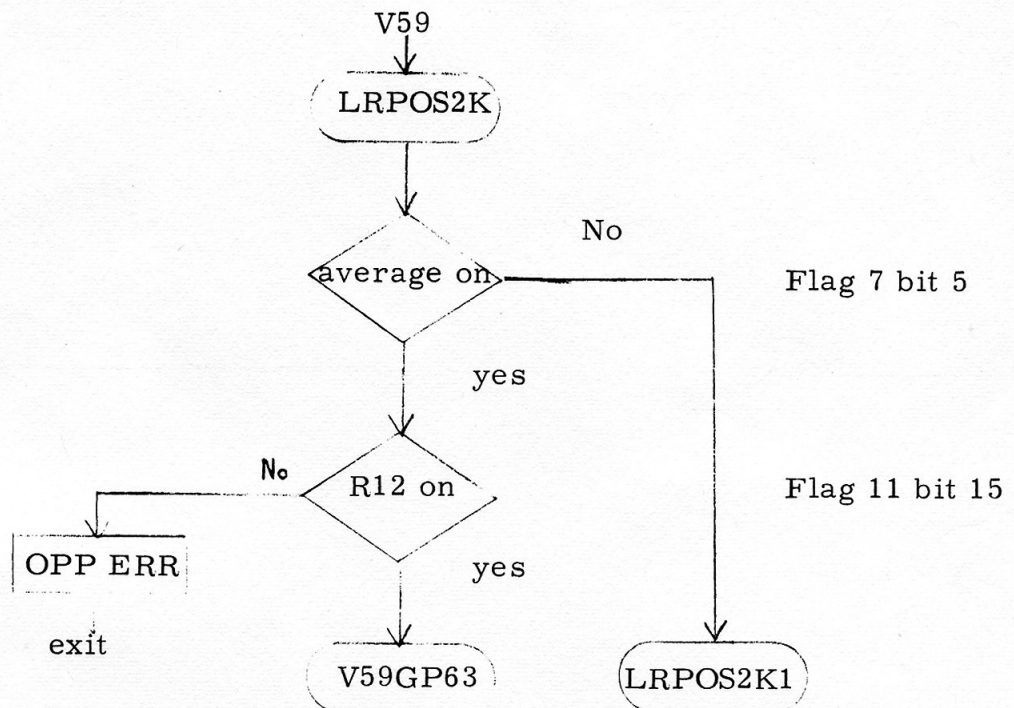 V59
LRPOS2K
No
average on
Flag 7 bit 5
yes
No
R12 on
Flag 11 bit 15
OPP ERR
yes
exit
V59GP63
LRPOS2K1